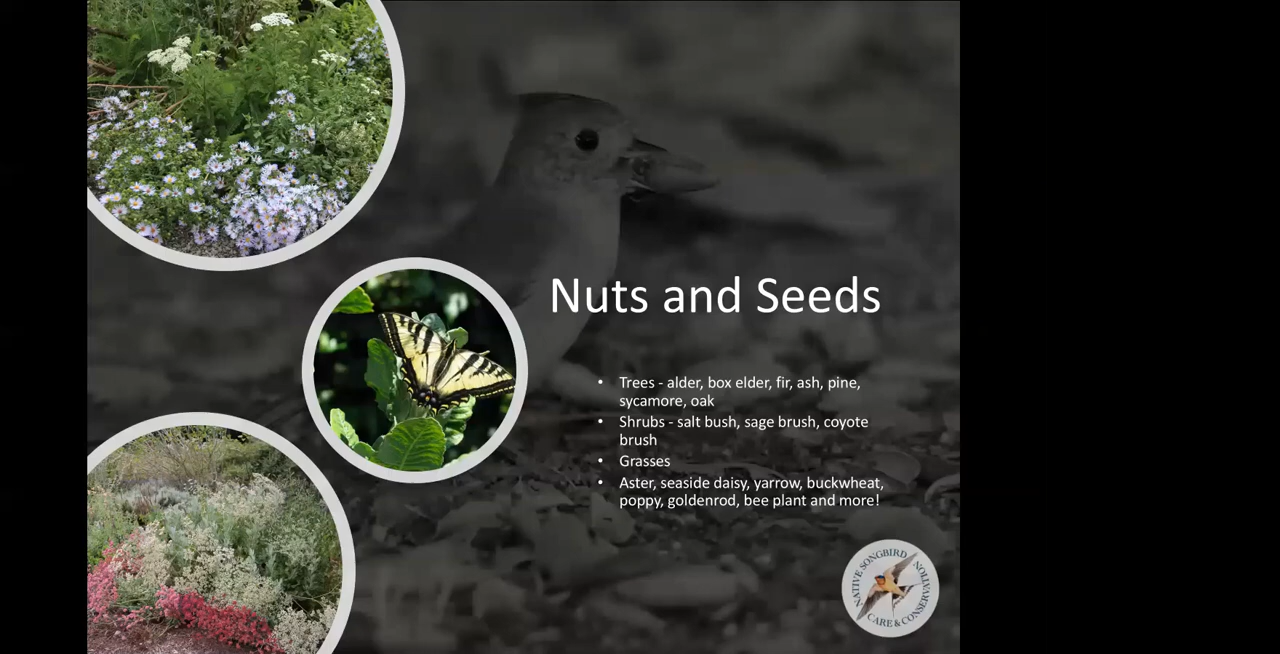 Nuts and Seeds
• Trees - alder, box elder, fir, ash, pine,
sycamore, oak
• Shrubs - salt bush, sage brush, coyote
brush
• Grasses
• Aster, seaside daisy, yarrow, buckwheat,
poppy, goldenrod, bee plant and more!
NATIVE SONGBIRD
CARE & CONSERVATION